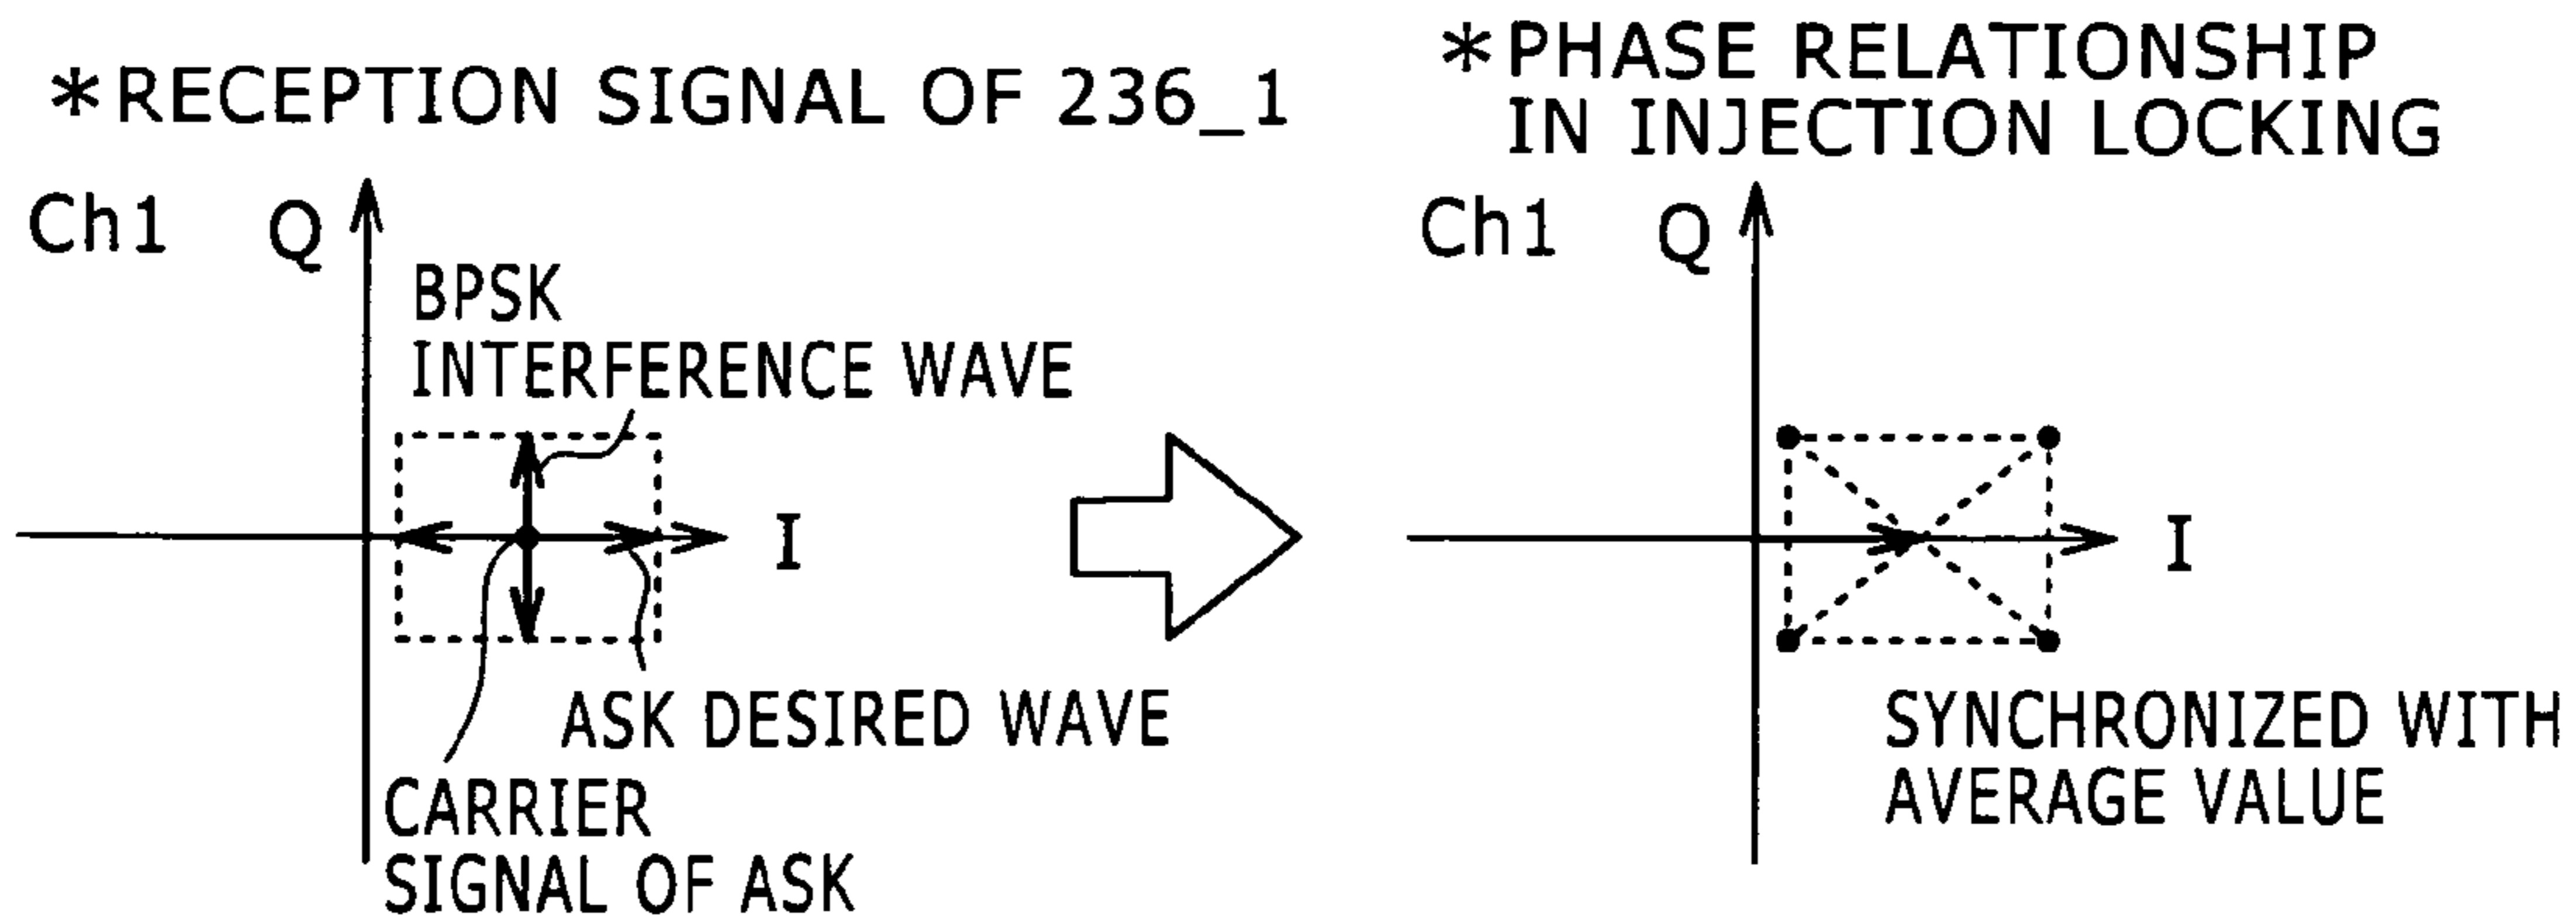 *RECEPTION SIGNAL OF 236_1
Ch1
Q
BPSK
INTERFERENCE WAVE
I
ASK DESIRED WAVE
CARRIER
SIGNAL OF ASK
*PHASE RELATIONSHIP
IN INJECTION LOCKING
Ch1
Q
I
SYNCHRONIZED WITH
AVERAGE VALUE